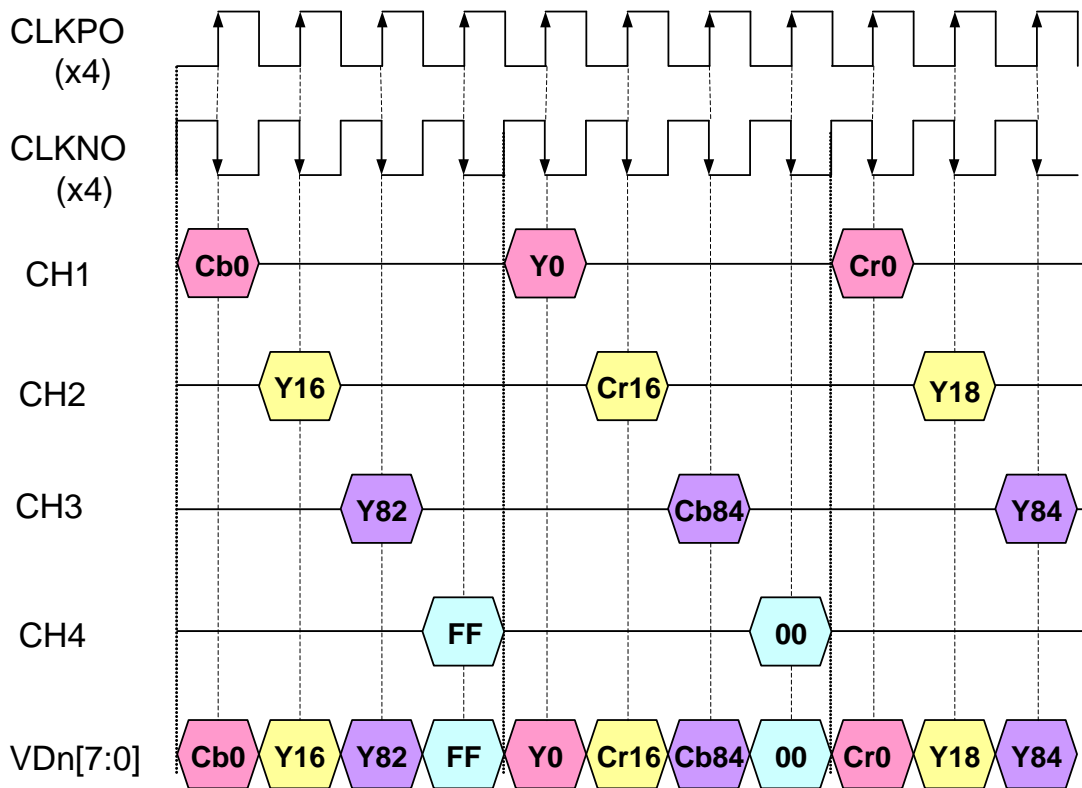 CLKPO
(x4)
CLKNO
(x4)
CH1 Cb0 Y0 Cr0
CH2 Y16 Cr16 Y18
CH3 Y82 Cb84 Y84
CH4 FF 00
VDn[7:0] Cb0 Y16 Y82 FF Y0 Cr16 Cb84 00 Cr0 Y18 Y84